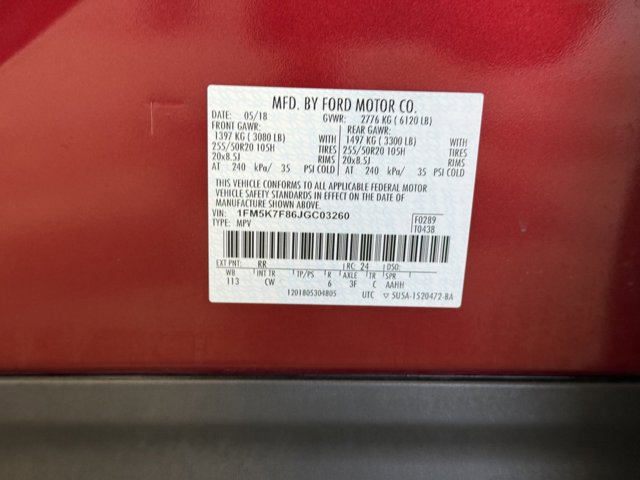 MFD. BY FORD MOTOR CO.
DATE: 05/18 GVWR: 2776 KG ( 6120 LB)
FRONT GAWR: REAR GAWR:
1397 KG ( 3080 LB) WITH 1497 KG ( 3300 LB) WITH
255/50R20 105H TIRES 255/50R20 105H TIRES
20x8.5J RIMS 20x8.5J RIMS
AT 240 kPa/ 35 PSI COLD AT 240 kPa/ 35 PSI COLD
THIS VEHICLE CONFORMS TO ALL APPLICABLE FEDERAL MOTOR
VEHICLE SAFETY STANDARDS IN EFFECT ON THE DATE OF
MANUFACTURE SHOWN ABOVE.
VIN: 1FM5K7F86JGC03260 F0289
TYPE: MPV T0438
EXT PNT: RR RC: 24 DSO:
WB INT TR TP/PS R AXLE TR SPR
113 CW 6 3F C AAHH
1201805304805 UTC ▽ 5U5A-1520472-BA